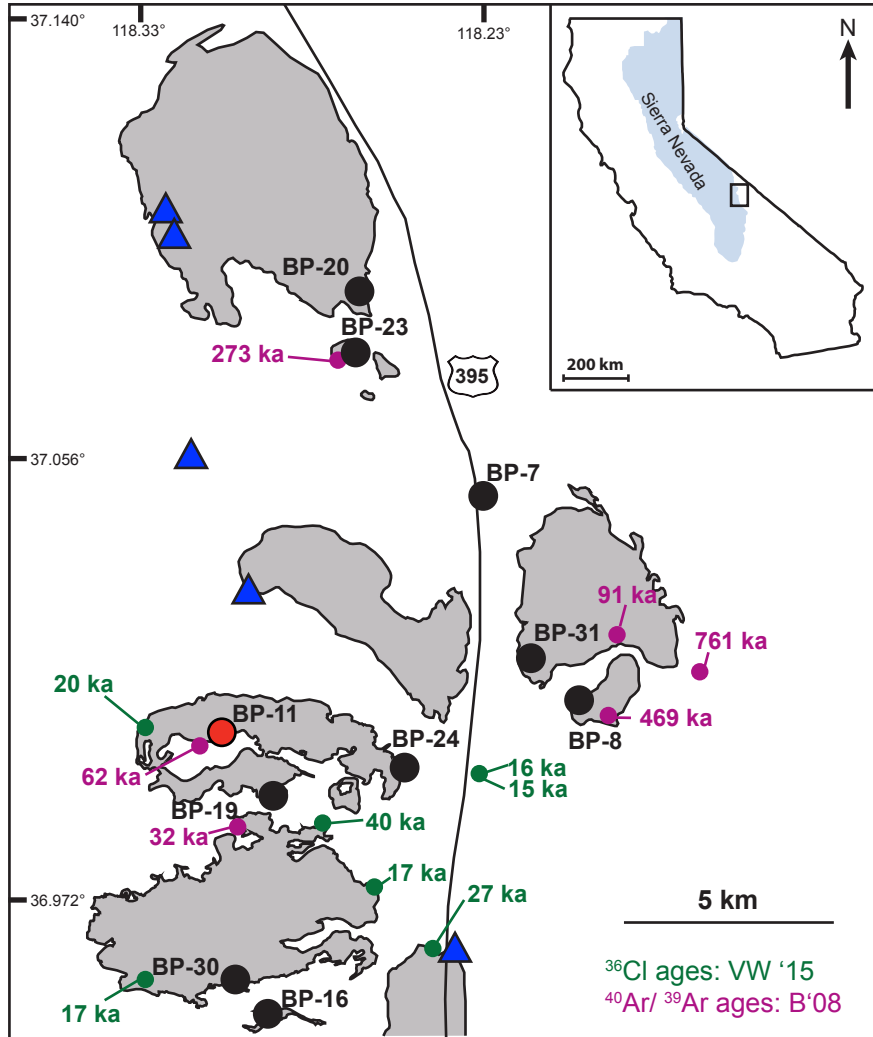 37.140°
118.33°
118.23°
N
Sierra Nevada
200 km
BP-20
BP-23
273 ka
395
37.056°
BP-7
91 ka
BP-31
761 ka
20 ka
BP-11
469 ka
BP-24
BP-8
62 ka
16 ka
15 ka
BP-19
40 ka
32 ka
17 ka
27 ka
36.972°
5 km
BP-30
17 ka
BP-16
³⁶Cl ages: VW ‘15
⁴⁰Ar/ ³⁹Ar ages: B‘08